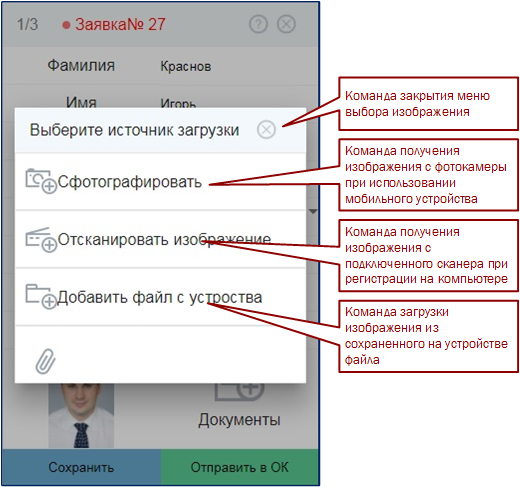 1/3 Заявка№ 27 ?
Фамилия Краснов
Имя Игорь
Выберите источник загрузки
Сфотографировать
Отсканировать изображение
Добавить файл с устроства
Документы
Сохранить Отправить в ОК
Команда закрытия меню
выбора изображения
Команда получения
изображения с фотокамеры
при использовании
мобильного устройства
Команда получения
изображения с
подключенного сканера при
регистрации на компьютере
Команда загрузки
изображения из
сохраненного на устройстве
файла